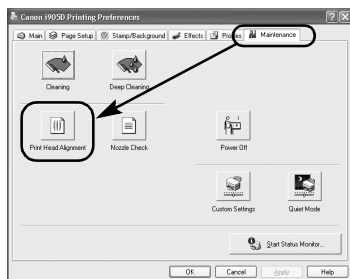 Canon i905D Printing Preferences
Main Page Setup Stamp/Background Effects Profiles Maintenance
Cleaning Deep Cleaning
Print Head Alignment Nozzle Check Power Off
Custom Settings Quiet Mode
Start Status Monitor...
OK Cancel Apply Help